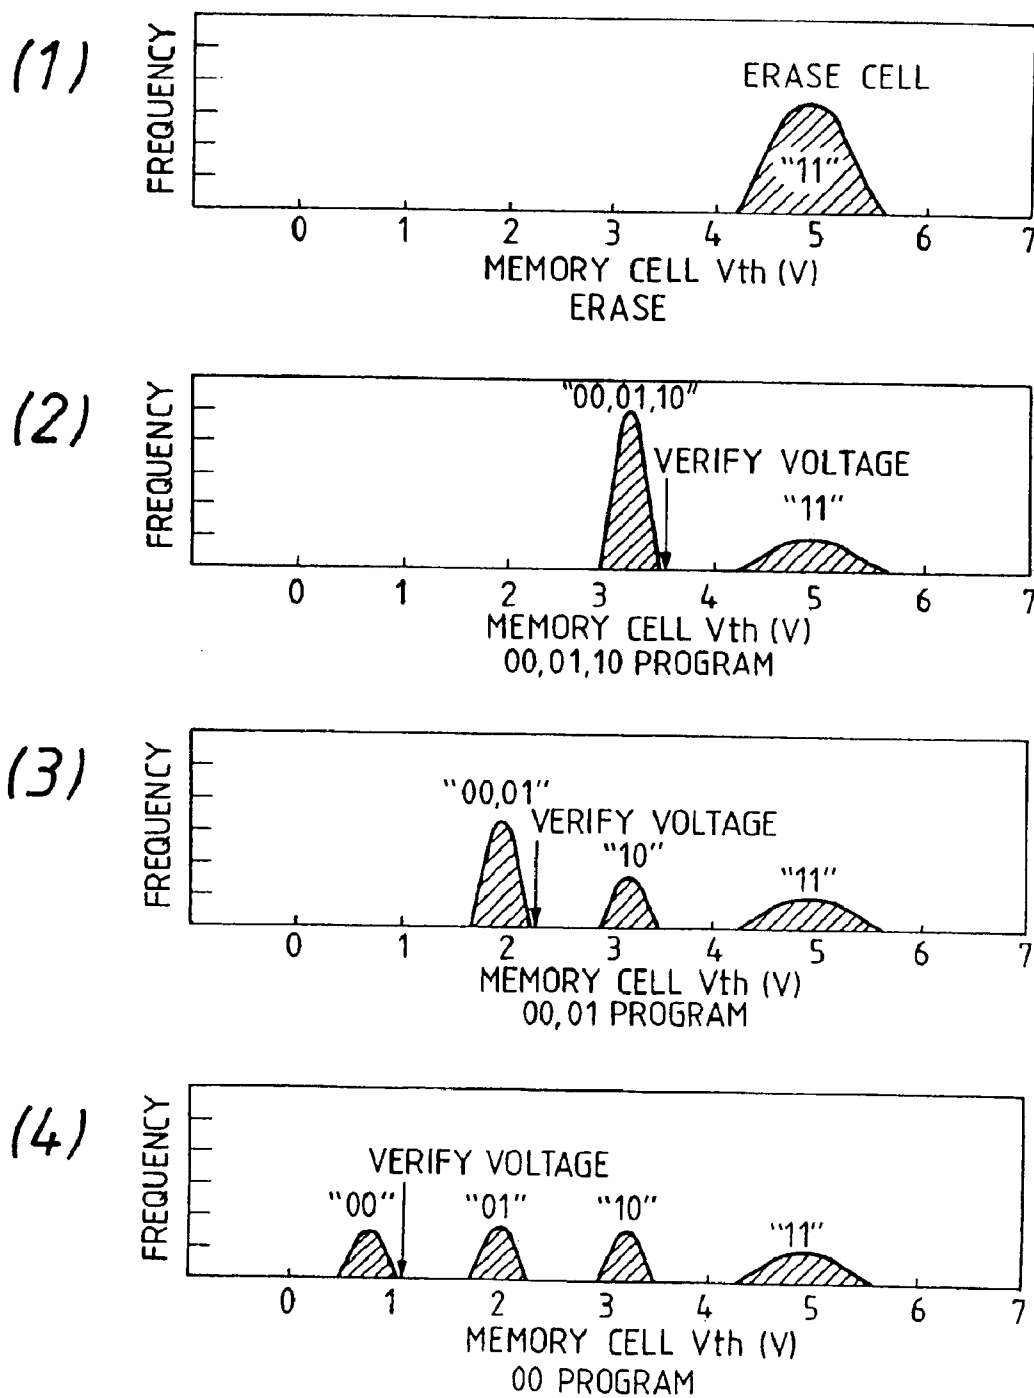 (1)
FREQUENCY
ERASE CELL
"11"
0 1 2 3 4 5 6 7
MEMORY CELL Vth (V)
ERASE
(2)
FREQUENCY
"00,01,10"
VERIFY VOLTAGE
"11"
0 1 2 3 4 5 6 7
MEMORY CELL Vth (V)
00,01,10 PROGRAM
(3)
FREQUENCY
"00,01"
VERIFY VOLTAGE
"10"
"11"
0 1 2 3 4 5 6 7
MEMORY CELL Vth (V)
00,01 PROGRAM
(4)
FREQUENCY
VERIFY VOLTAGE
"00" "01" "10"
"11"
0 1 2 3 4 5 6 7
MEMORY CELL Vth (V)
00 PROGRAM